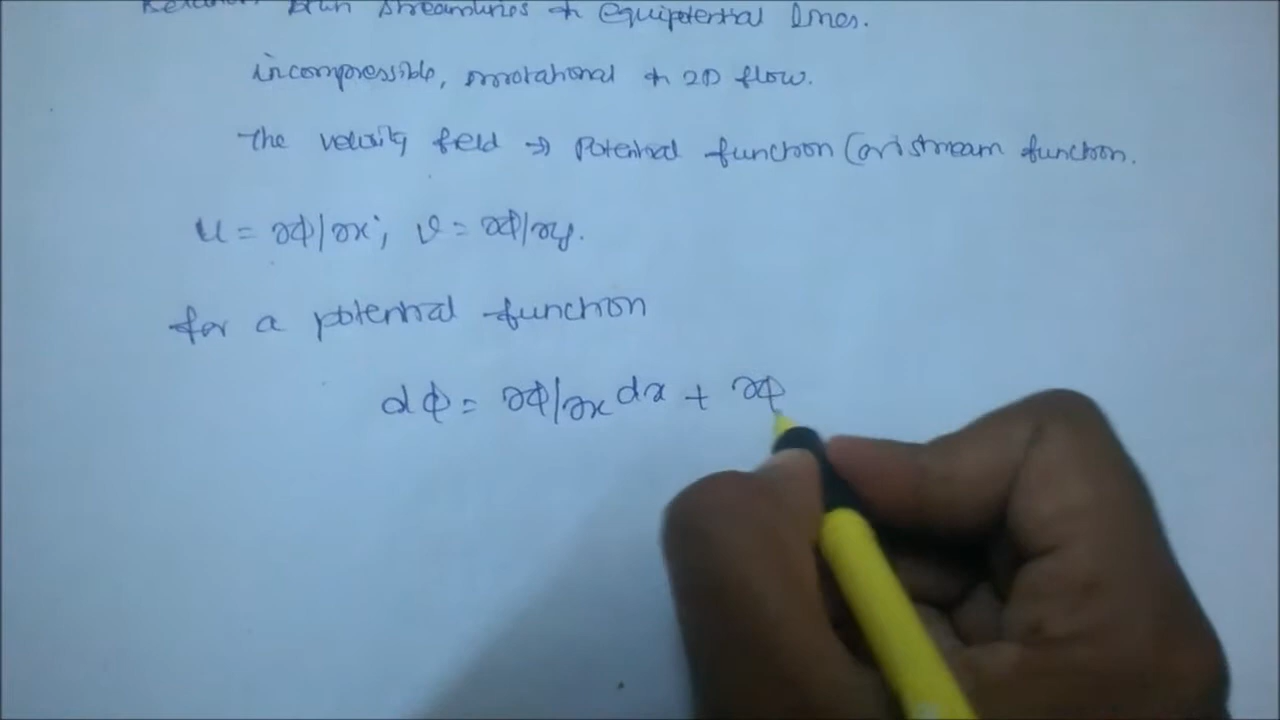 Relation btwn streamlines & equipotential lines.
incompressible, irrotational & 2D flow.
The velocity field → Potential function (or) stream function.
u = ∂ϕ/∂x; v = ∂ϕ/∂y.
for a potential function
dϕ = ∂ϕ/∂x dx + ∂ϕ